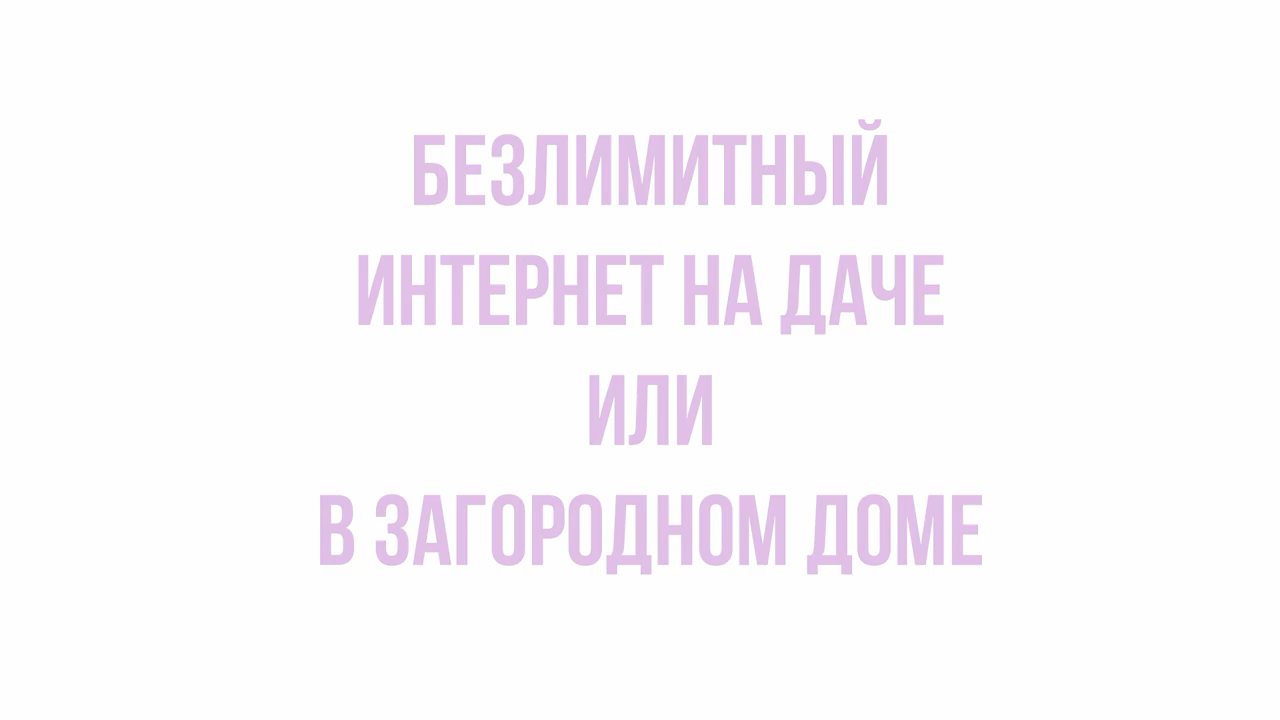 БЕЗЛИМИТНЫЙ
ИНТЕРНЕТ НА ДАЧЕ
ИЛИ
В ЗАГОРОДНОМ ДОМЕ